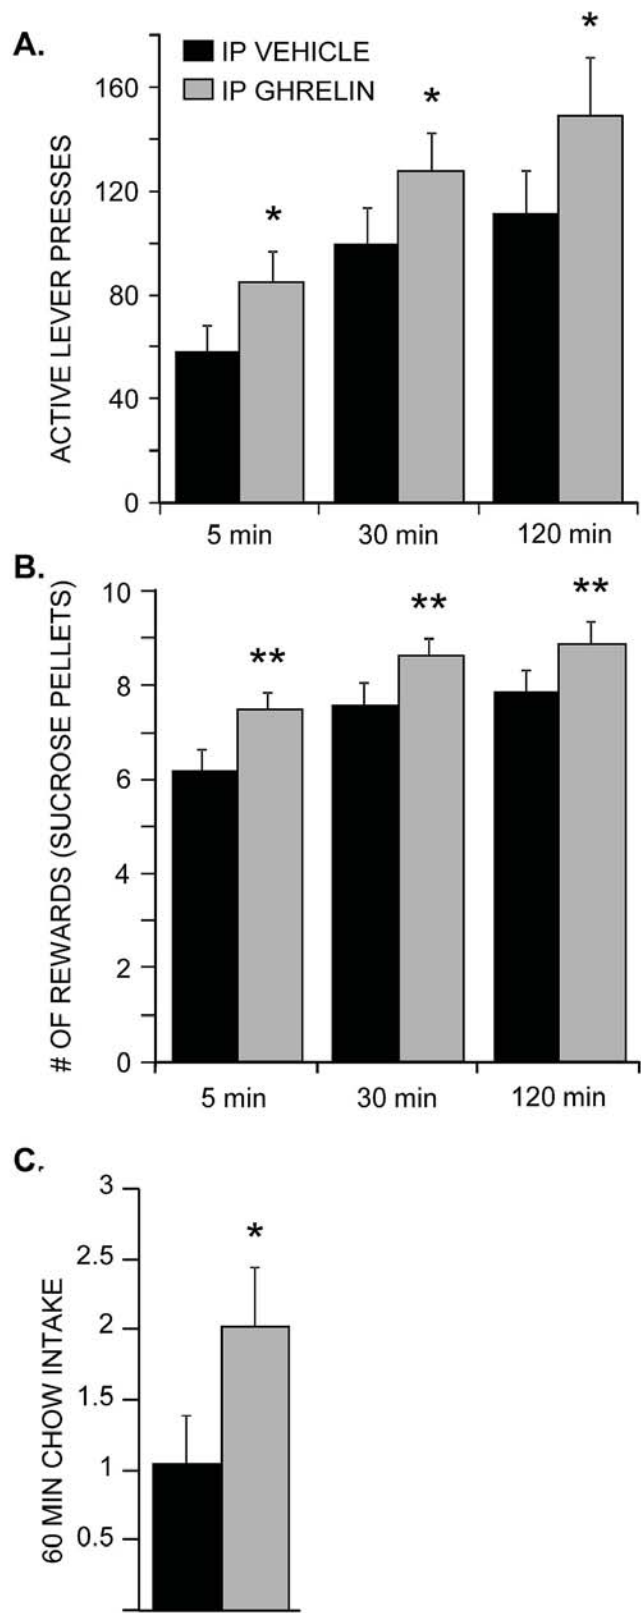 A.
IP VEHICLE
IP GHRELIN
ACTIVE LEVER PRESSES
160
120
80
40
0
*
*
*
5 min
30 min
120 min
B.
# OF REWARDS (SUCROSE PELLETS)
10
8
6
4
2
0
**
**
**
5 min
30 min
120 min
C.
60 MIN CHOW INTAKE
3
2.5
2
1.5
1
0.5
*